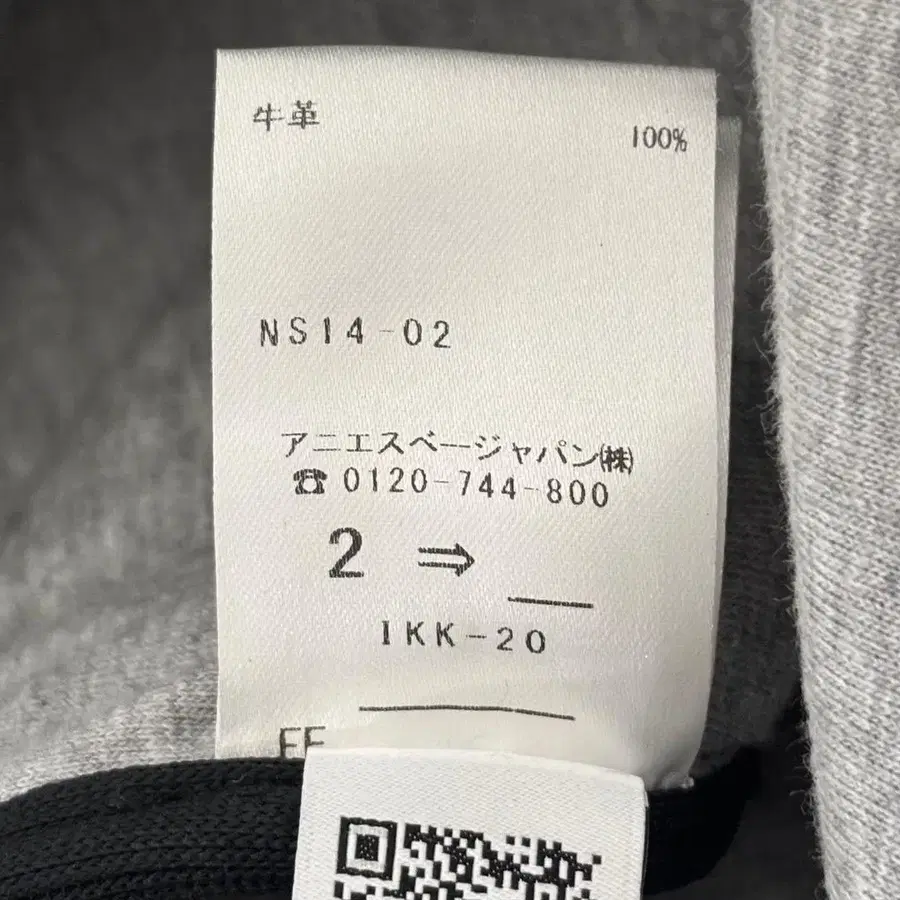 牛革
100%
NS14-02
アニエスベージャパン㈱
☎0120-744-800
2 ⇒
IKK-20